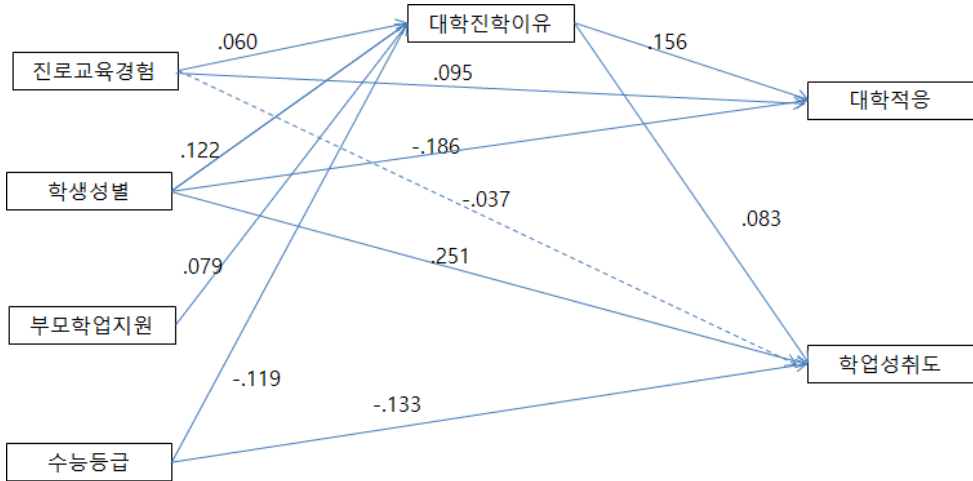 대학진학이유
.060
.156
진로교육경험
.095
대학적응
.122
-.186
학생성별
-.037
.083
.251
.079
부모학업지원
학업성취도
-.119
-.133
수능등급